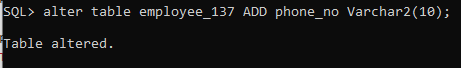 SQL> alter table employee_137 ADD phone_no Varchar2(10);
Table altered.